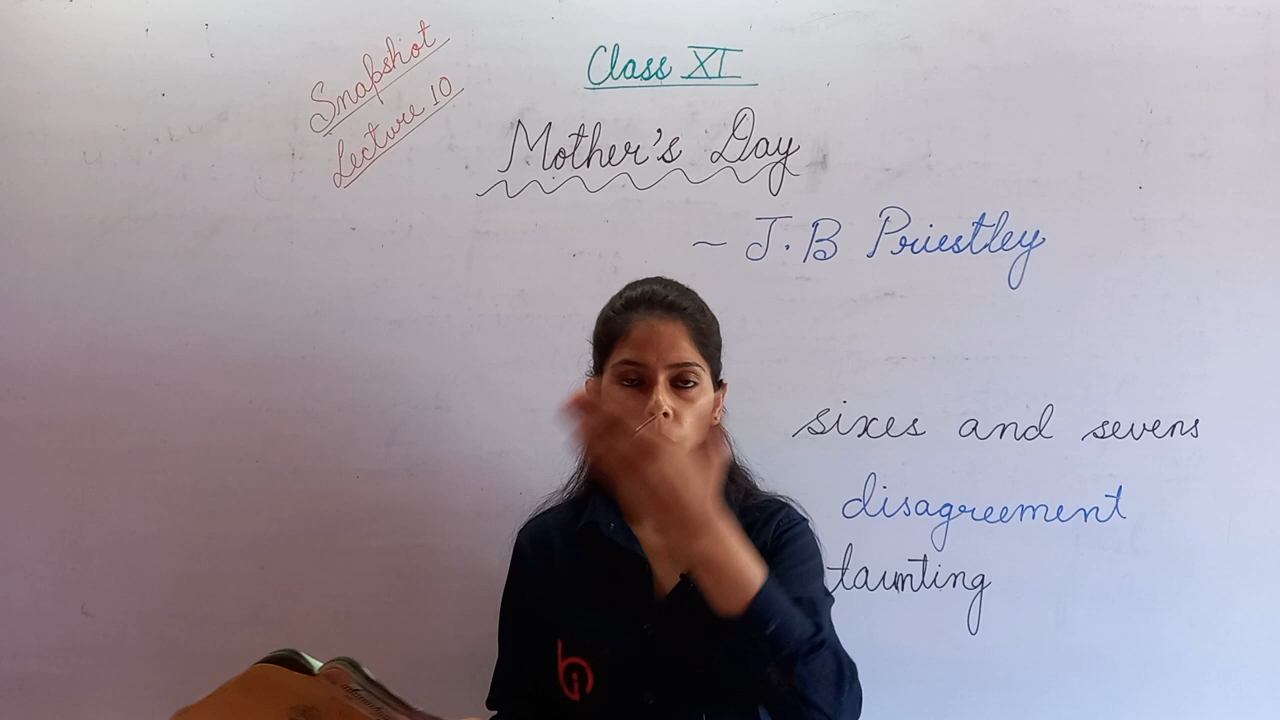 Snapshot
Lecture 10
Class XI
Mother's Day
~ J.B Priestley
sixes and sevens
disagreement
taunting